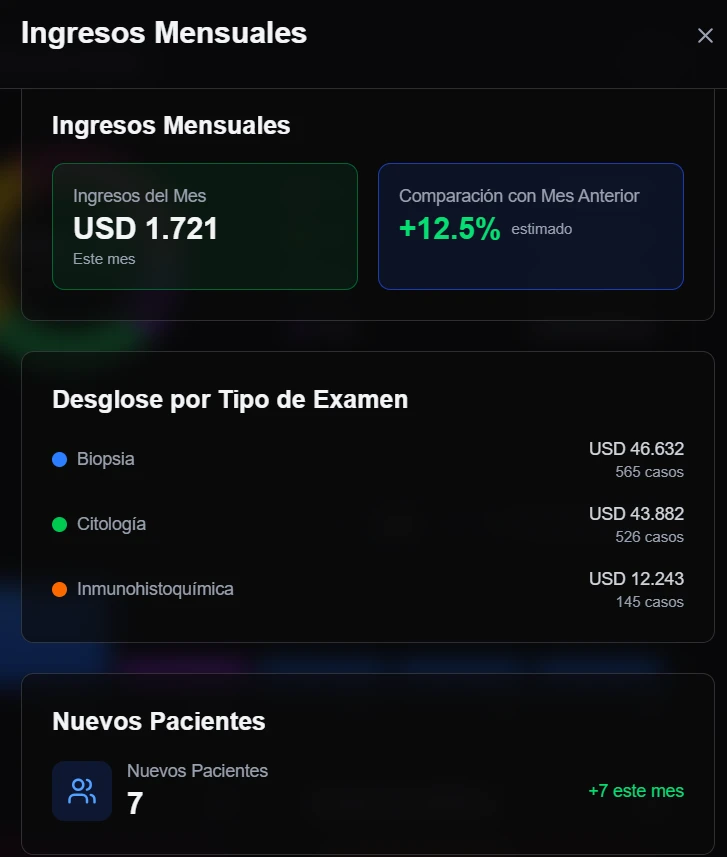 Ingresos Mensuales
Ingresos Mensuales
Ingresos del Mes
USD 1.721
Este mes
Comparación con Mes Anterior
+12.5% estimado
Desglose por Tipo de Examen
Biopsia
USD 46.632
565 casos
Citología
USD 43.882
526 casos
Inmunohistoquímica
USD 12.243
145 casos
Nuevos Pacientes
Nuevos Pacientes
7
+7 este mes